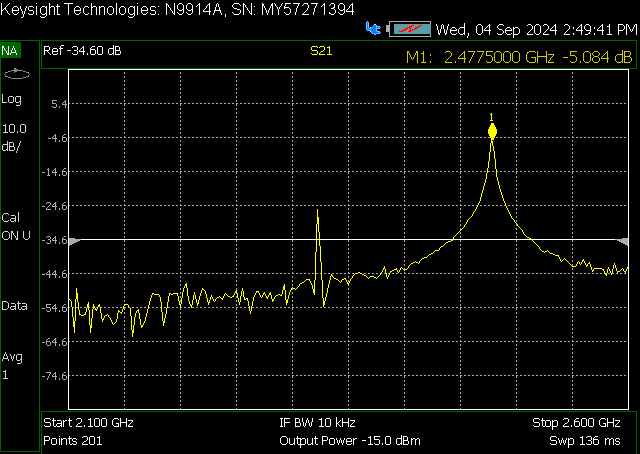 Keysight Technologies: N9914A, SN: MY57271394
Wed, 04 Sep 2024 2:49:41 PM
NA
Ref -34.60 dB
S21
M1: 2.4775000 GHz -5.084 dB
Log
10.0
dB/
Cal
ON U
Data
Avg
1
5.4
-4.6
-14.6
-24.6
-34.6
-44.6
-54.6
-64.6
-74.6
1
Start 2.100 GHz
IF BW 10 kHz
Stop 2.600 GHz
Points 201
Output Power -15.0 dBm
Swp 136 ms